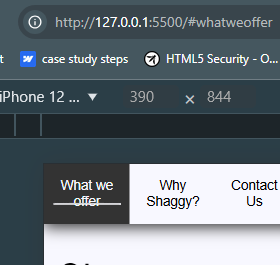 http://127.0.0.1:5500/#whatweoffer
case study steps
HTML5 Security - O...
iPhone 12 ... ▼ 390 × 844
What we
offer
Why
Shaggy?
Contact
Us